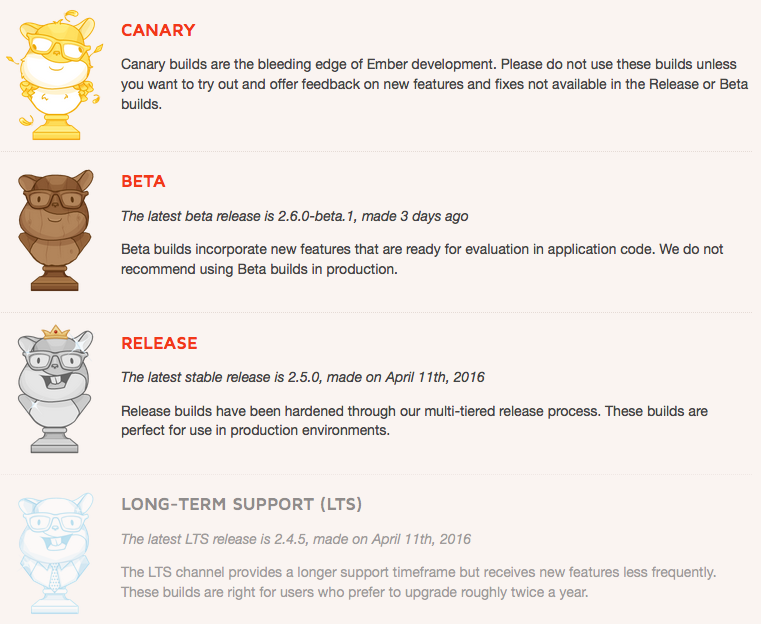 CANARY
Canary builds are the bleeding edge of Ember development. Please do not use these builds unless
you want to try out and offer feedback on new features and fixes not available in the Release or Beta
builds.
BETA
The latest beta release is 2.6.0-beta.1, made 3 days ago
Beta builds incorporate new features that are ready for evaluation in application code. We do not
recommend using Beta builds in production.
RELEASE
The latest stable release is 2.5.0, made on April 11th, 2016
Release builds have been hardened through our multi-tiered release process. These builds are
perfect for use in production environments.
LONG-TERM SUPPORT (LTS)
The latest LTS release is 2.4.5, made on April 11th, 2016
The LTS channel provides a longer support timeframe but receives new features less frequently.
These builds are right for users who prefer to upgrade roughly twice a year.